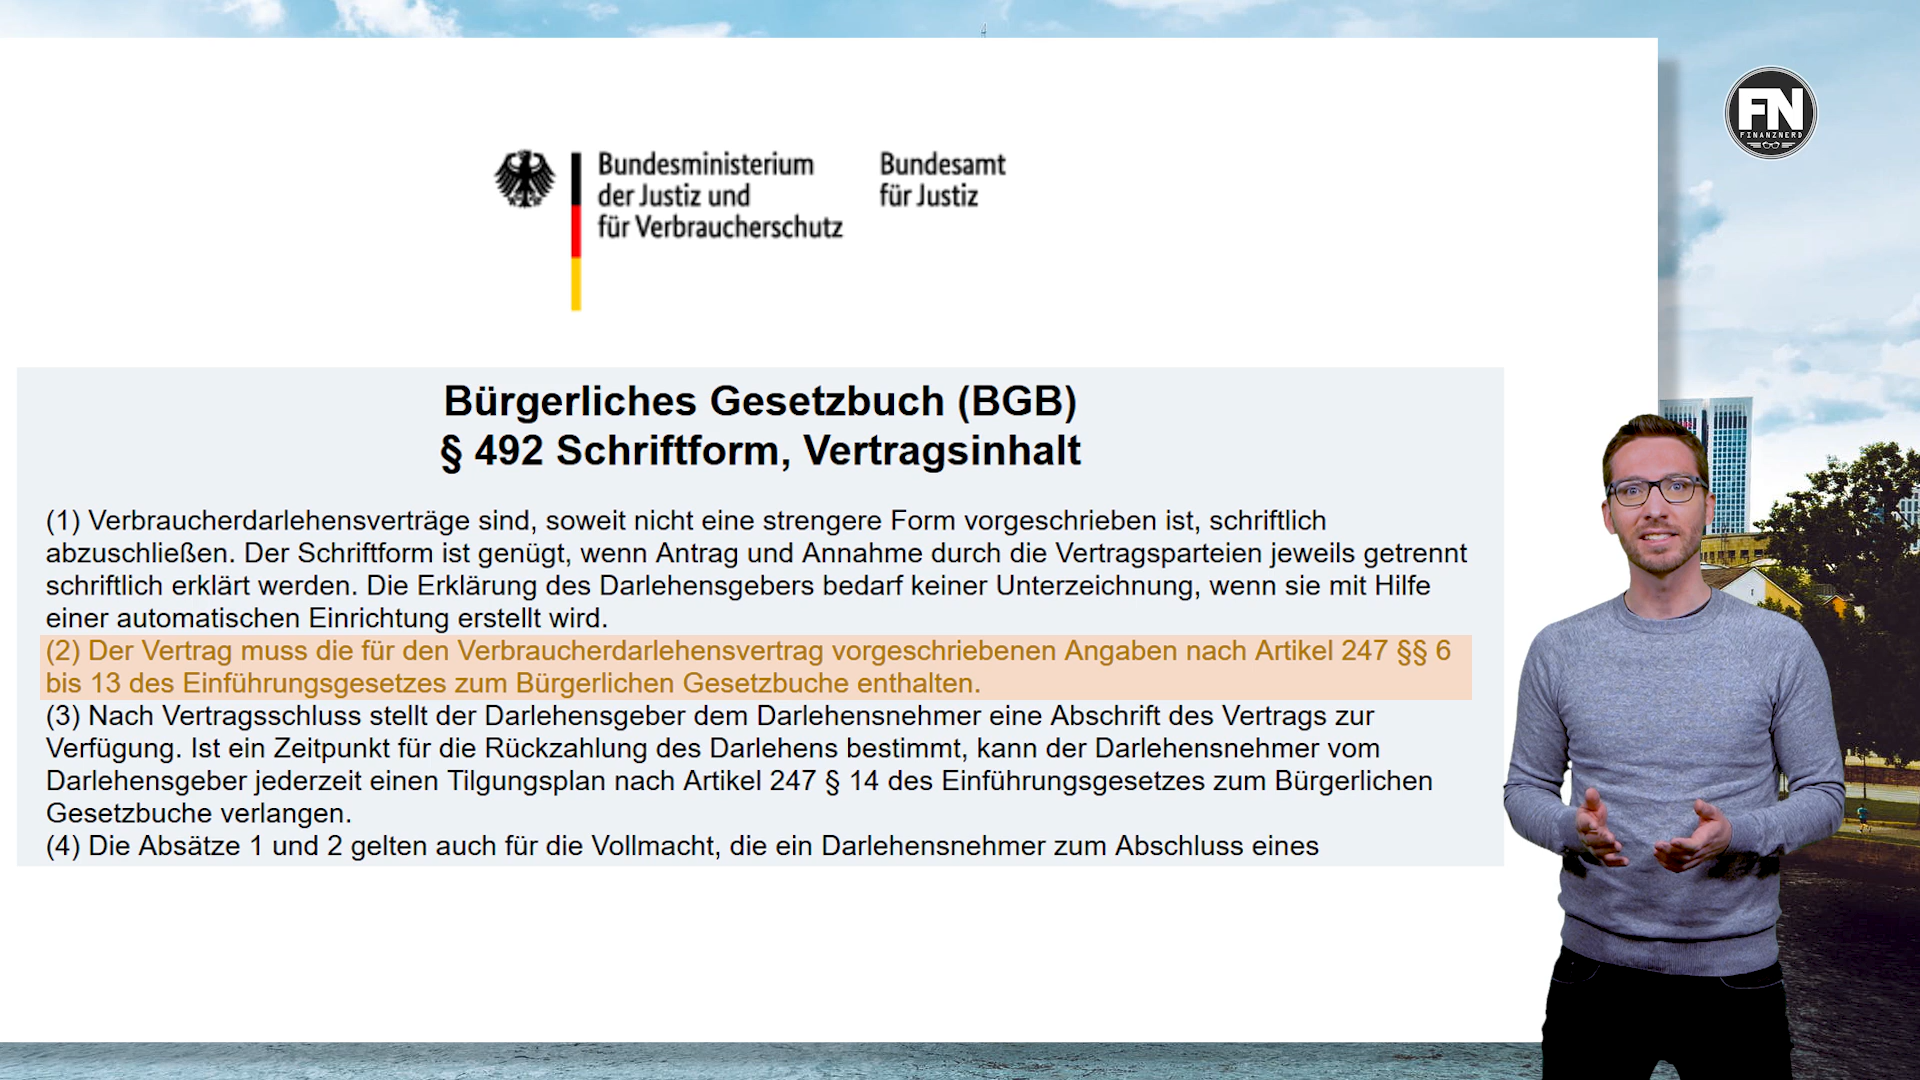 FN
FINANZNERD
Bundesministerium
der Justiz und
für Verbraucherschutz
Bundesamt
für Justiz
Bürgerliches Gesetzbuch (BGB)
§ 492 Schriftform, Vertragsinhalt
(1) Verbraucherdarlehensverträge sind, soweit nicht eine strengere Form vorgeschrieben ist, schriftlich
abzuschließen. Der Schriftform ist genügt, wenn Antrag und Annahme durch die Vertragsparteien jeweils getrennt
schriftlich erklärt werden. Die Erklärung des Darlehensgebers bedarf keiner Unterzeichnung, wenn sie mit Hilfe
einer automatischen Einrichtung erstellt wird.
(2) Der Vertrag muss die für den Verbraucherdarlehensvertrag vorgeschriebenen Angaben nach Artikel 247 §§ 6
bis 13 des Einführungsgesetzes zum Bürgerlichen Gesetzbuche enthalten.
(3) Nach Vertragsschluss stellt der Darlehensgeber dem Darlehensnehmer eine Abschrift des Vertrags zur
Verfügung. Ist ein Zeitpunkt für die Rückzahlung des Darlehens bestimmt, kann der Darlehensnehmer vom
Darlehensgeber jederzeit einen Tilgungsplan nach Artikel 247 § 14 des Einführungsgesetzes zum Bürgerlichen
Gesetzbuche verlangen.
(4) Die Absätze 1 und 2 gelten auch für die Vollmacht, die ein Darlehensnehmer zum Abschluss eines